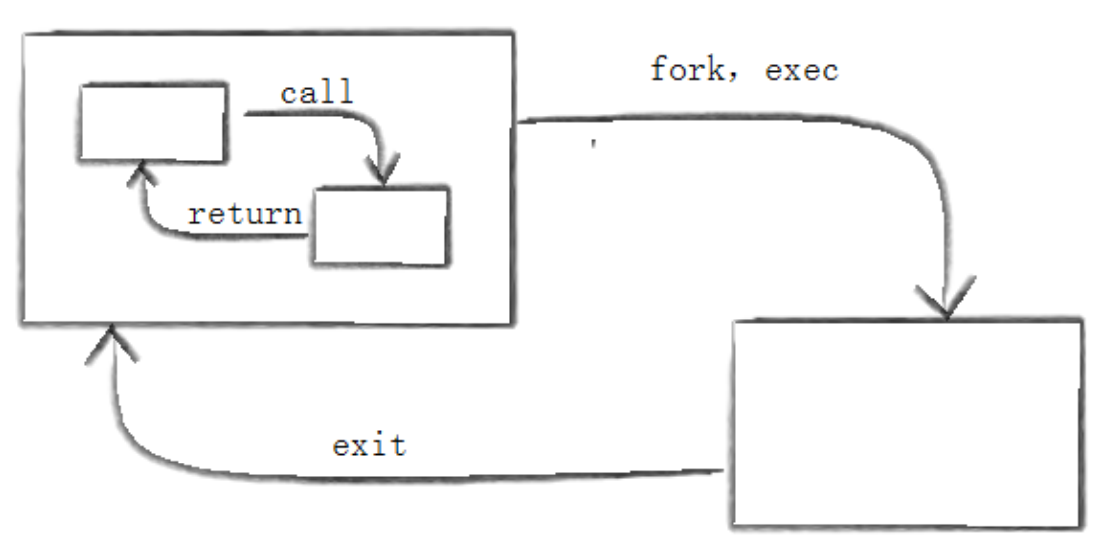 fork, exec
call
return
exit